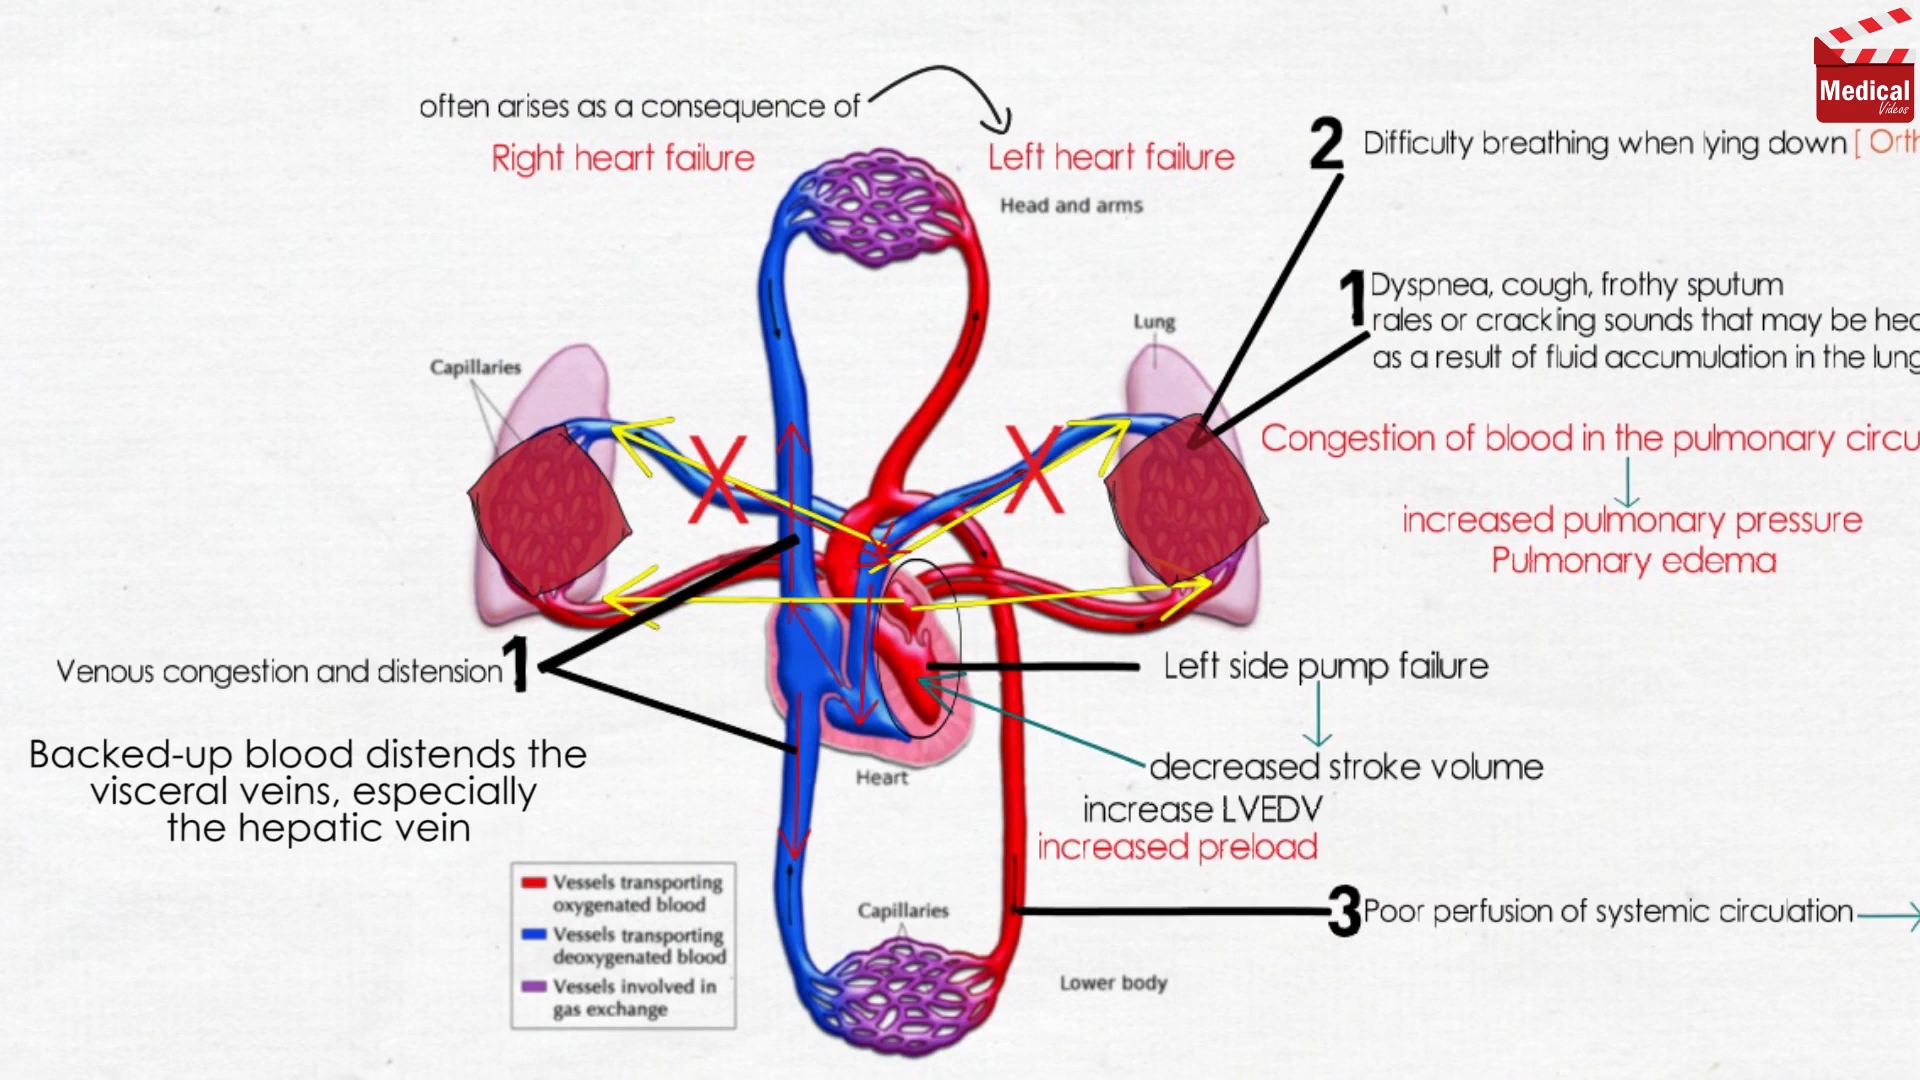 Medical
Videos
often arises as a consequence of
Right heart failure
Left heart failure
Head and arms
2 Difficulty breathing when lying down [ Orth
1 Dyspnea, cough, frothy sputum
rales or cracking sounds that may be hea
as a result of fluid accumulation in the lung
Lung
Capillaries
X
X
Congestion of blood in the pulmonary circu
increased pulmonary pressure
Pulmonary edema
Venous congestion and distension 1
Left side pump failure
Backed-up blood distends the
visceral veins, especially
the hepatic vein
decreased stroke volume
Heart
increase LVEDV
increased preload
Vessels transporting
oxygenated blood
Vessels transporting
deoxygenated blood
Vessels involved in
gas exchange
Capillaries
3 Poor perfusion of systemic circulation
Lower body